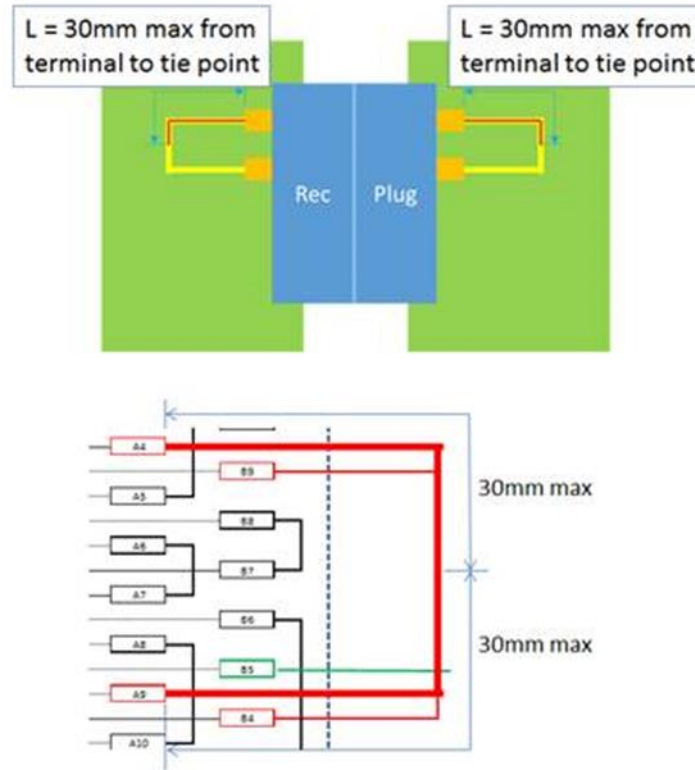 L = 30mm max from
terminal to tie point
L = 30mm max from
terminal to tie point
Rec
Plug
A4
B9
A5
B8
A6
B7
A7
B6
A8
B5
A9
B4
A10
30mm max
30mm max